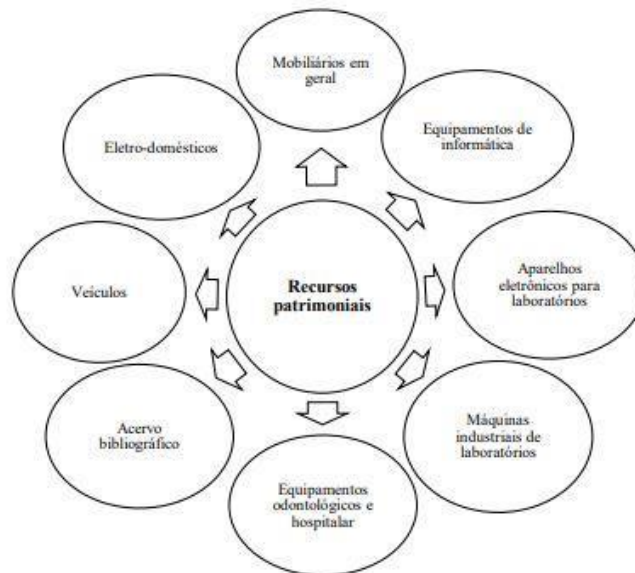 Mobiliários em
geral
Equipamentos de
informática
Eletro-domésticos
Aparelhos
eletrônicos para
laboratórios
Veículos
Recursos
patrimoniais
Máquinas
industriais de
laboratórios
Acervo
bibliográfico
Equipamentos
odontológicos e
hospitalar